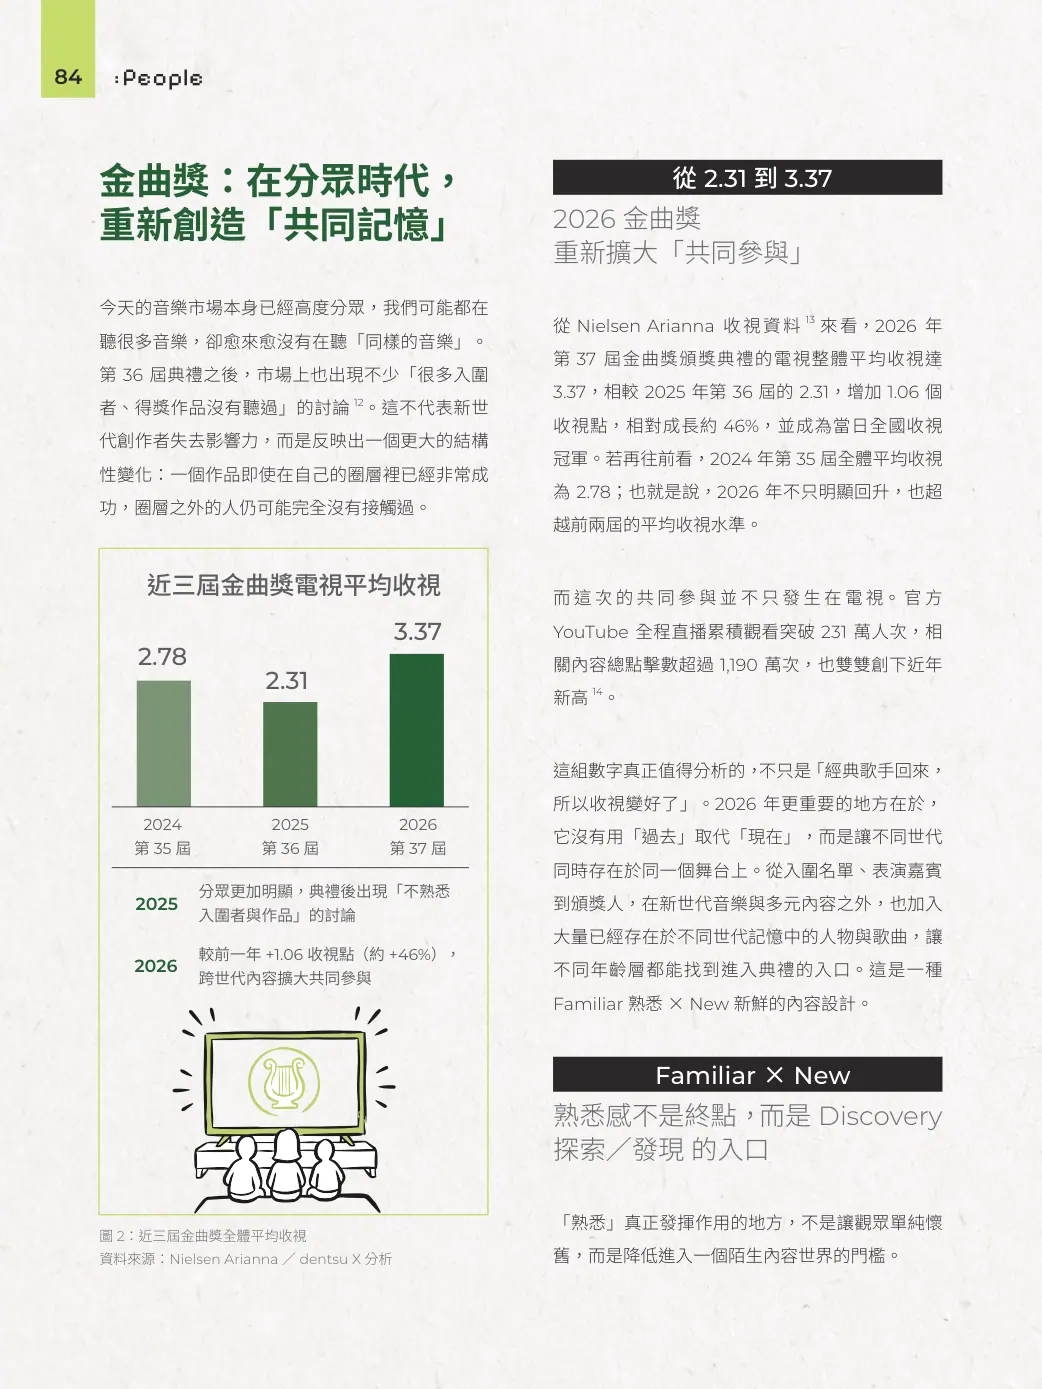 84
:People
金曲獎：在分眾時代，
重新創造「共同記憶」
今天的音樂市場本身已經高度分眾，我們可能都在
聽很多音樂，卻愈來愈沒有在聽「同樣的音樂」。
第 36 屆典禮之後，市場上也出現不少「很多入圍
者、得獎作品沒有聽過」的討論 12。這不代表新世
代創作者失去影響力，而是反映出一個更大的結構
性變化：一個作品即使在自己的圈層裡已經非常成
功，圈層之外的人仍可能完全沒有接觸過。
近三屆金曲獎電視平均收視
2.78
2.31
3.37
2024
第 35 屆
2025
第 36 屆
2026
第 37 屆
2025
分眾更加明顯，典禮後出現「不熟悉
入圍者與作品」的討論
2026
較前一年 +1.06 收視點（約 +46%），
跨世代內容擴大共同參與
圖 2：近三屆金曲獎全體平均收視
資料來源：Nielsen Arianna ／ dentsu X 分析
從 2.31 到 3.37
2026 金曲獎
重新擴大「共同參與」
從 Nielsen Arianna 收視資料 13 來看，2026 年
第 37 屆金曲獎頒獎典禮的電視整體平均收視達
3.37，相較 2025 年第 36 屆的 2.31，增加 1.06 個
收視點，相對成長約 46%，並成為當日全國收視
冠軍。若再往前看，2024 年第 35 屆全體平均收視
為 2.78；也就是說，2026 年不只明顯回升，也超
越前兩屆的平均收視水準。
而這次的共同參與並不只發生在電視。官方
YouTube 全程直播累積觀看突破 231 萬人次，相
關內容總點擊數超過 1,190 萬次，也雙雙創下近年
新高 14。
這組數字真正值得分析的，不只是「經典歌手回來，
所以收視變好了」。2026 年更重要的地方在於，
它沒有用「過去」取代「現在」，而是讓不同世代
同時存在於同一個舞台上。從入圍名單、表演嘉賓
到頒獎人，在新世代音樂與多元內容之外，也加入
大量已經存在於不同世代記憶中的人物與歌曲，讓
不同年齡層都能找到進入典禮的入口。這是一種
Familiar 熟悉 × New 新鮮的內容設計。
Familiar × New
熟悉感不是終點，而是 Discovery
探索／發現 的入口
「熟悉」真正發揮作用的地方，不是讓觀眾單純懷
舊，而是降低進入一個陌生內容世界的門檻。